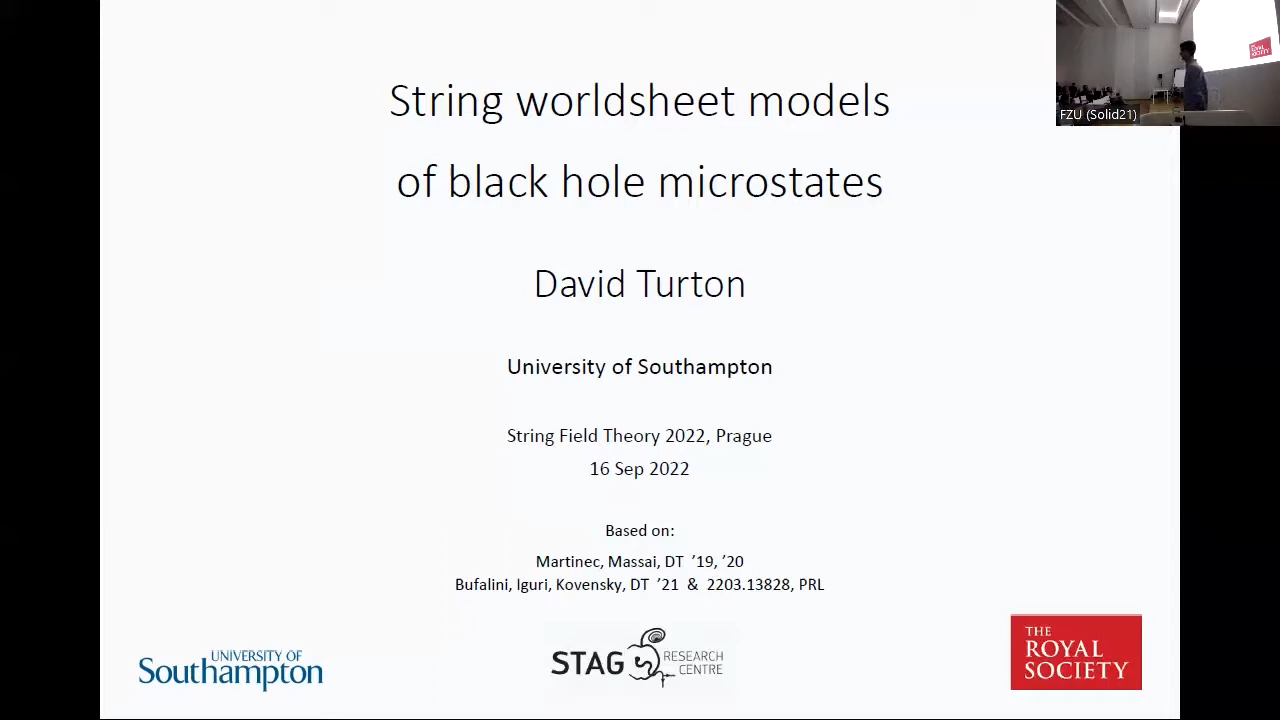 String worldsheet models
of black hole microstates
David Turton
University of Southampton
String Field Theory 2022, Prague
16 Sep 2022
Based on:
Martinec, Massai, DT ’19, ’20
Bufalini, Iguri, Kovensky, DT ’21 & 2203.13828, PRL
UNIVERSITY OF
Southampton
STAG RESEARCH
CENTRE
THE
ROYAL
SOCIETY
FZU (Solid21)
ROYAL
SOCIETY